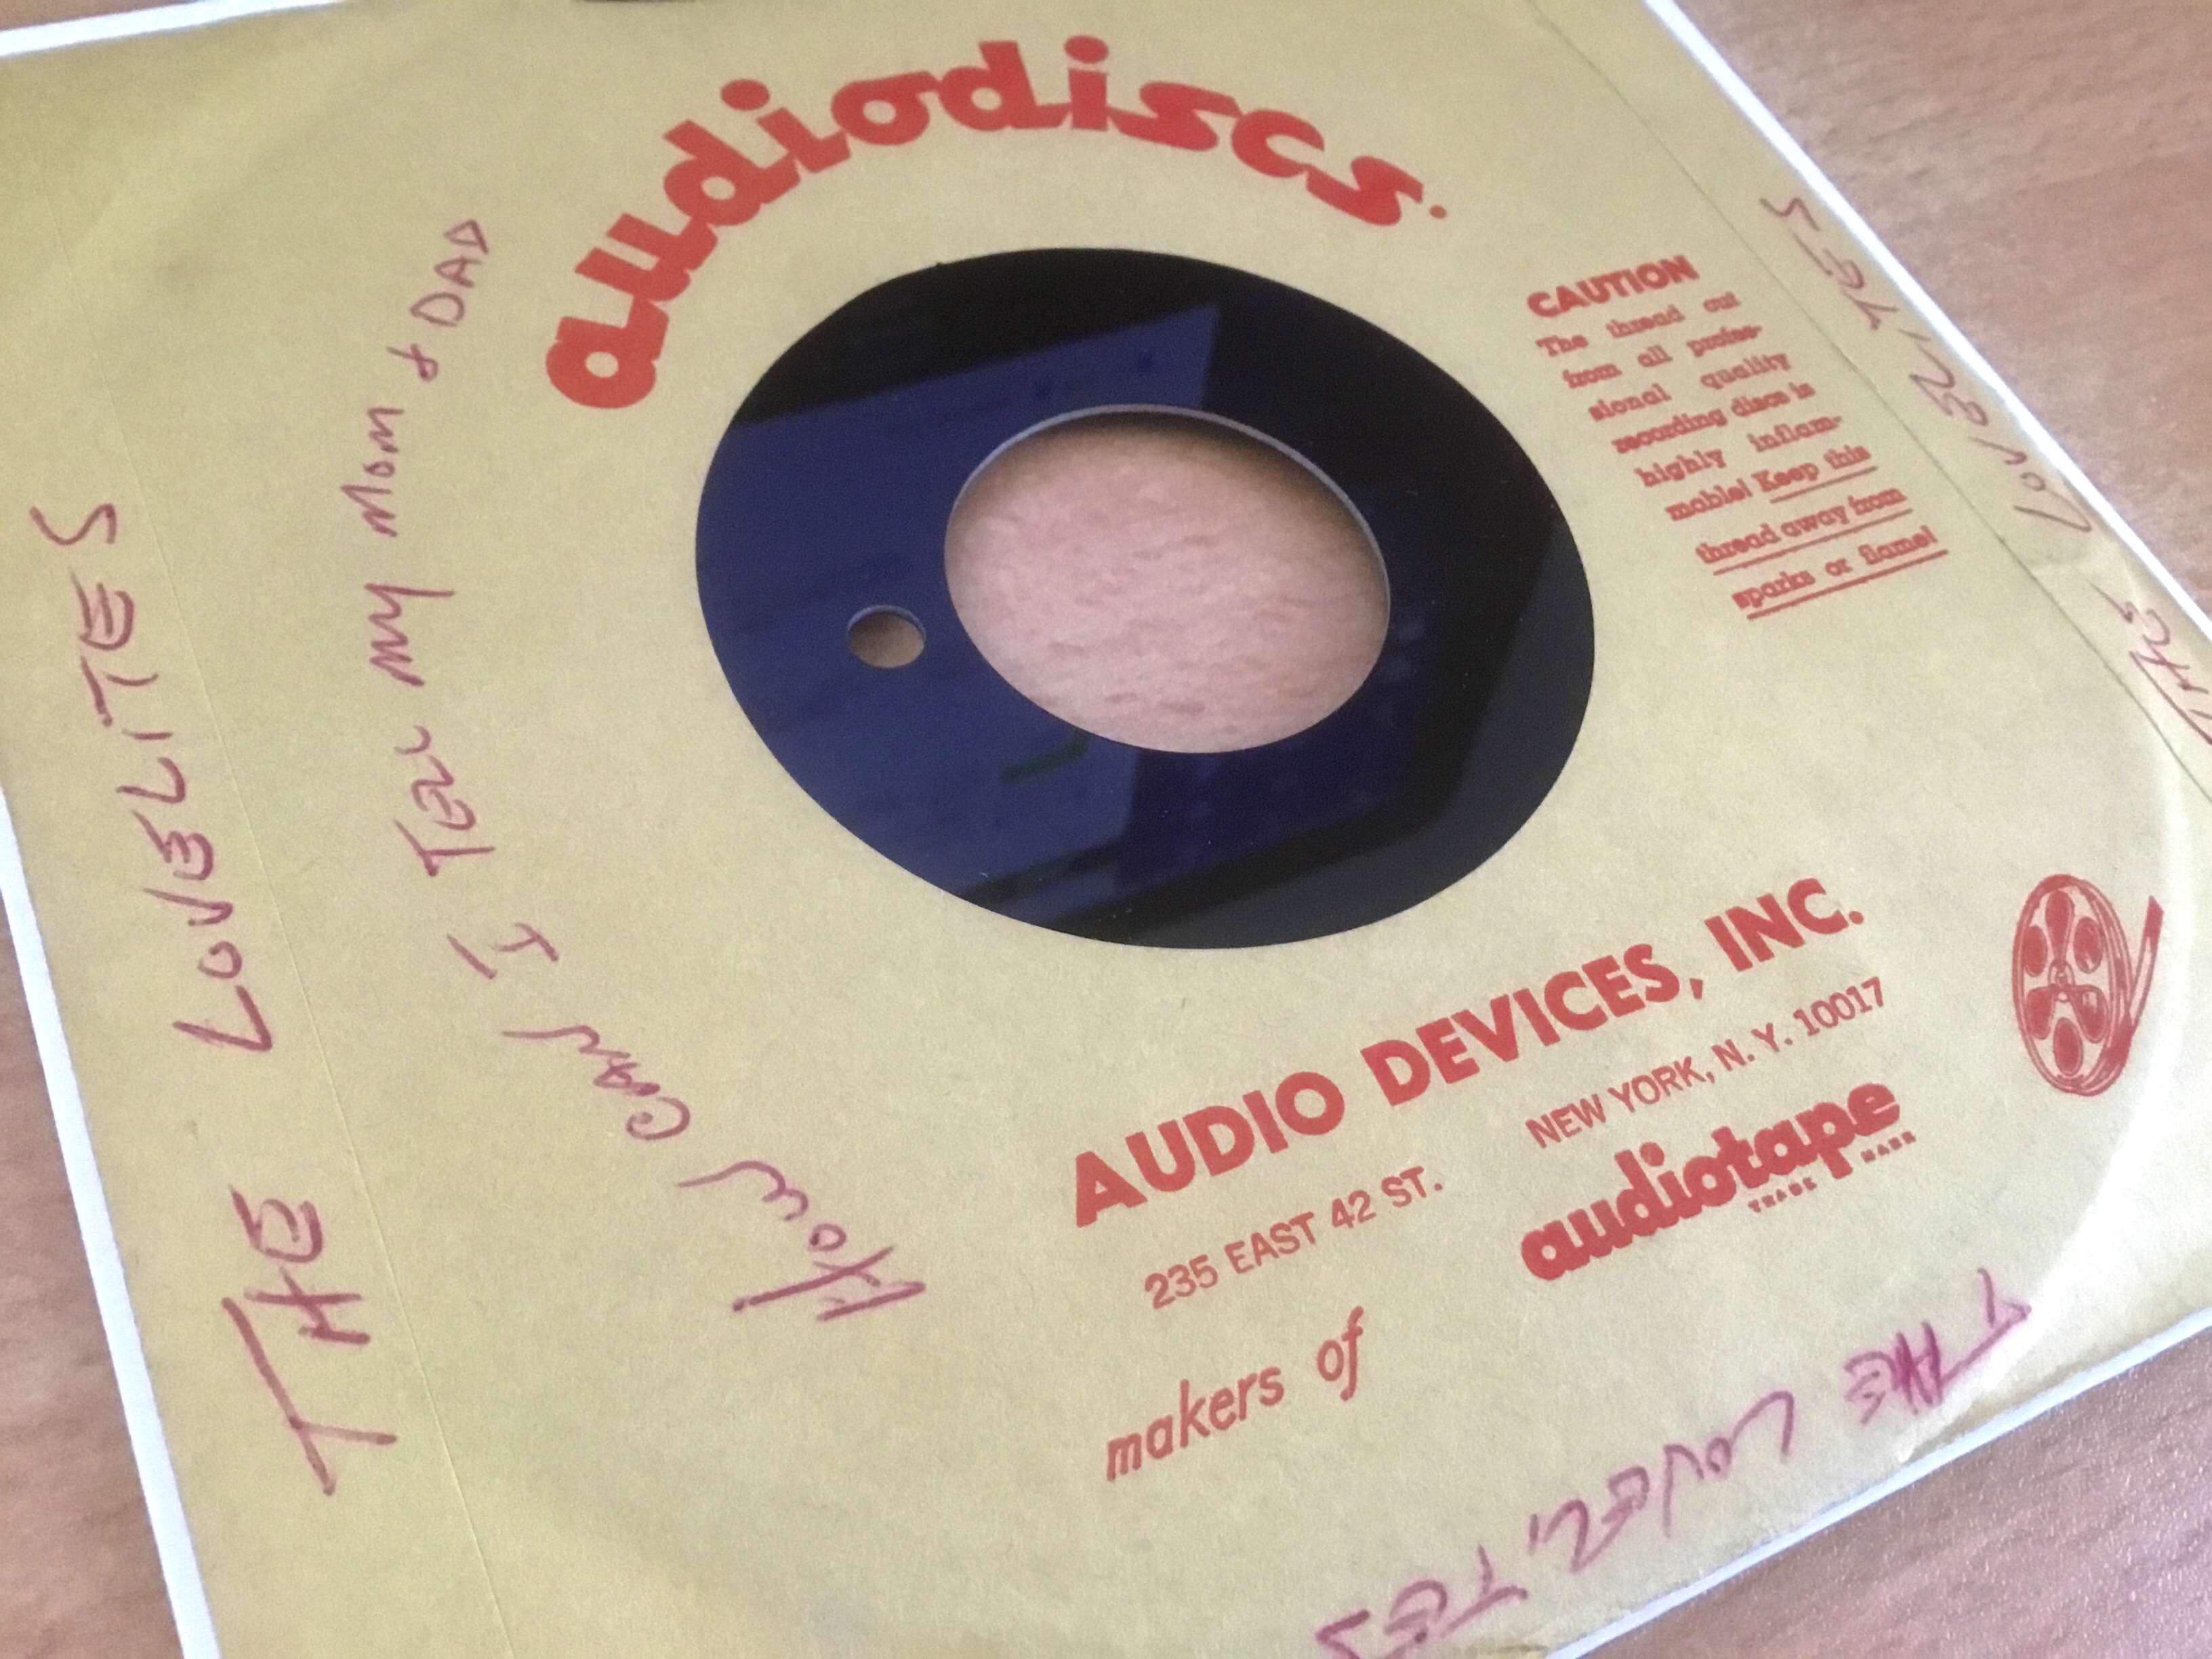 audiodiscs
CAUTION
The thread cut
from all profes-
sional quality
recording discs is
highly inflam-
mable! Keep this
thread away from
sparks or flame!
AUDIO DEVICES, INC.
235 EAST 42 ST. NEW YORK, N. Y. 10017
makers of audiotape
TRADE MARK
THE LOVELITES
How CAN I TELL MY MOM & DAD
THE LOVELITES
THE LOVELITES